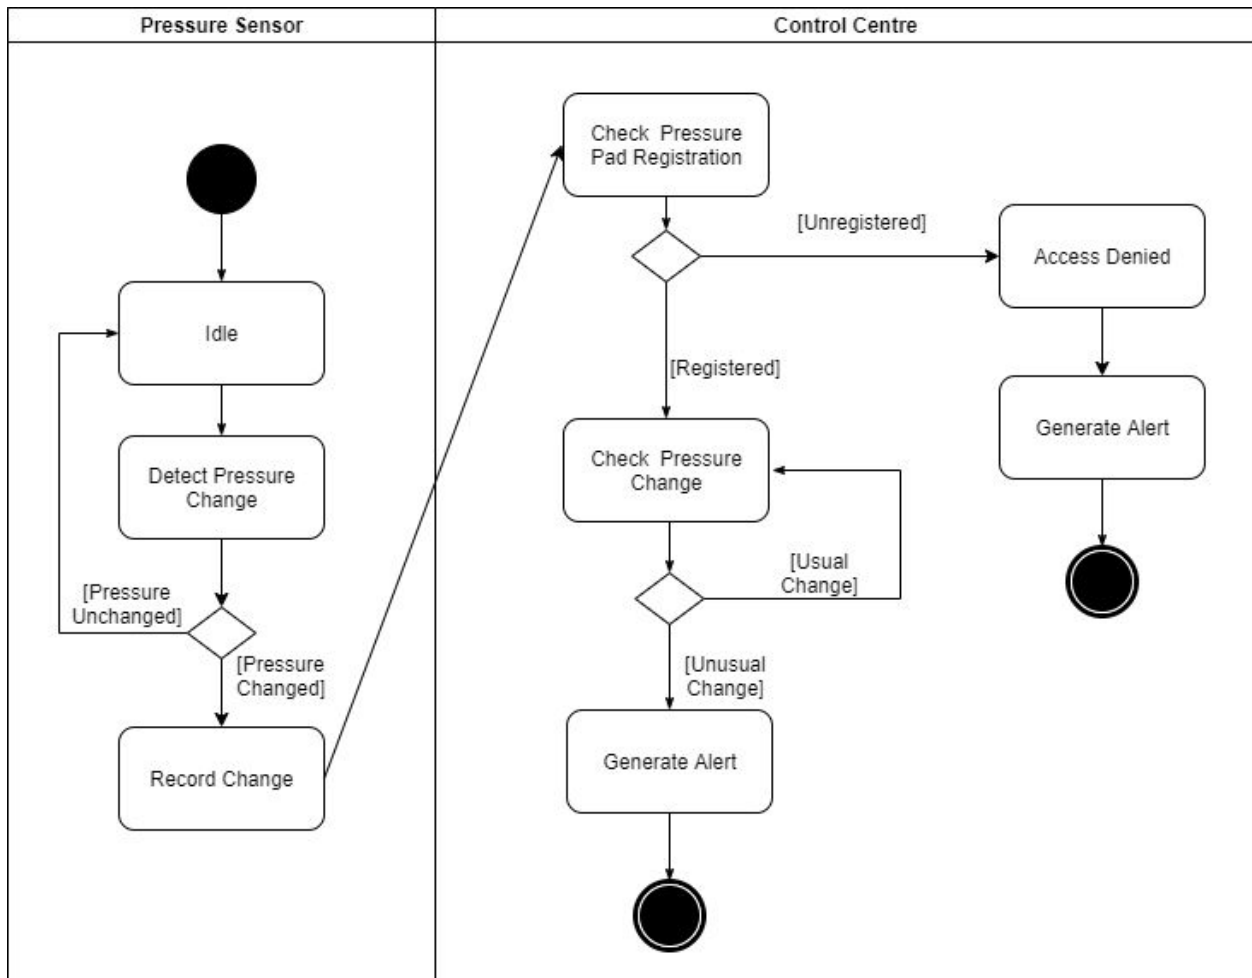 Pressure Sensor
Control Centre
Idle
Detect Pressure
Change
[Pressure
Unchanged]
[Pressure
Changed]
Record Change
Check Pressure
Pad Registration
[Unregistered]
Access Denied
Generate Alert
[Registered]
Check Pressure
Change
[Usual
Change]
[Unusual
Change]
Generate Alert